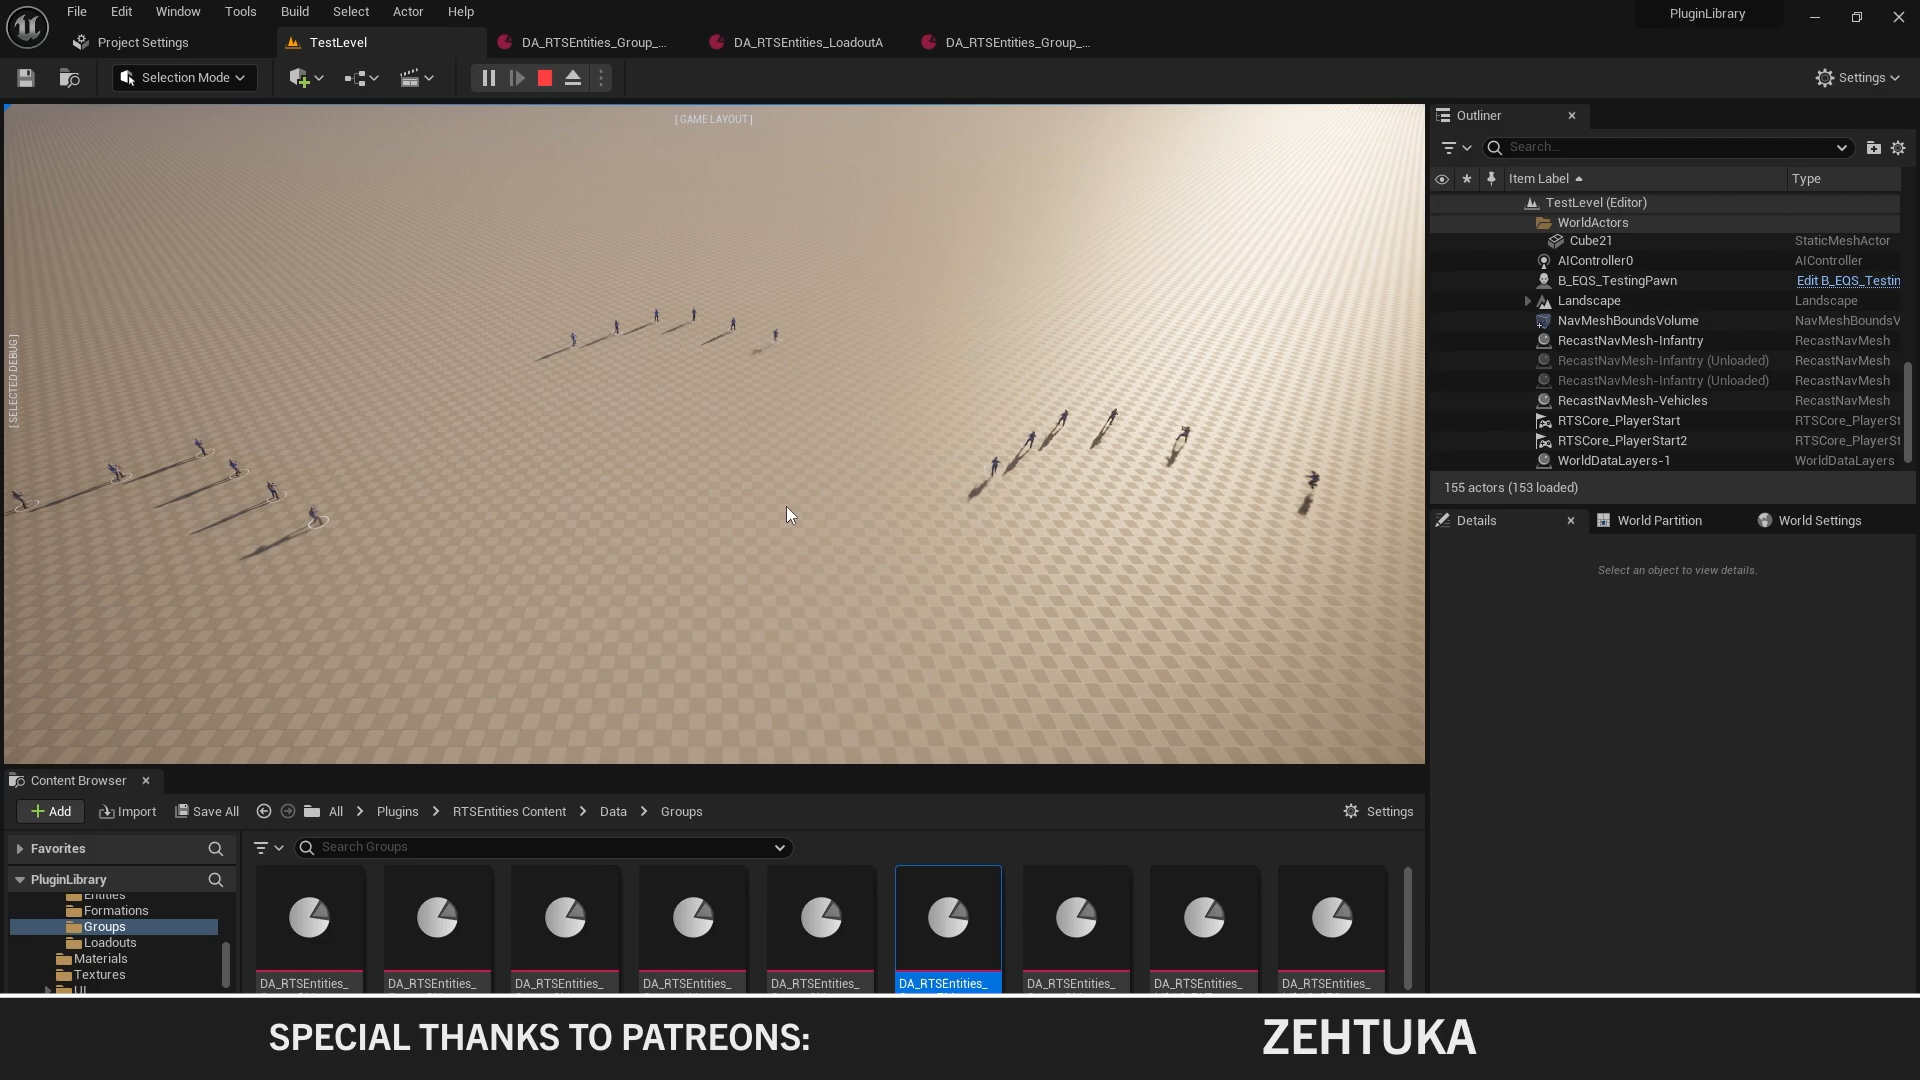 File Edit Window Tools Build Select Actor Help
PluginLibrary
Project Settings
TestLevel
DA_RTSEntities_Group_...
DA_RTSEntities_LoadoutA
DA_RTSEntities_Group_...
Selection Mode
Settings
[ GAME LAYOUT ]
[ SELECTED DEBUG ]
Outliner
Search...
Item Label
Type
TestLevel (Editor)
WorldActors
Cube21 StaticMeshActor
AIController0 AIController
B_EQS_TestingPawn Edit B_EQS_Testin
Landscape Landscape
NavMeshBoundsVolume NavMeshBoundsV
RecastNavMesh-Infantry RecastNavMesh
RecastNavMesh-Infantry (Unloaded) RecastNavMesh
RecastNavMesh-Infantry (Unloaded) RecastNavMesh
RecastNavMesh-Vehicles RecastNavMesh
RTSCore_PlayerStart RTSCore_PlayerSt
RTSCore_PlayerStart2 RTSCore_PlayerSt
WorldDataLayers-1 WorldDataLayers
155 actors (153 loaded)
Details
World Partition
World Settings
Select an object to view details.
Content Browser
Add Import Save All All Plugins RTSEntities Content Data Groups Settings
Favorites
Search Groups
PluginLibrary
Entities
Formations
Groups
Loadouts
Materials
Textures
UI
DA_RTSEntities_ DA_RTSEntities_ DA_RTSEntities_ DA_RTSEntities_ DA_RTSEntities_ DA_RTSEntities_ DA_RTSEntities_ DA_RTSEntities_ DA_RTSEntities_
SPECIAL THANKS TO PATREONS:
ZEHTUKA